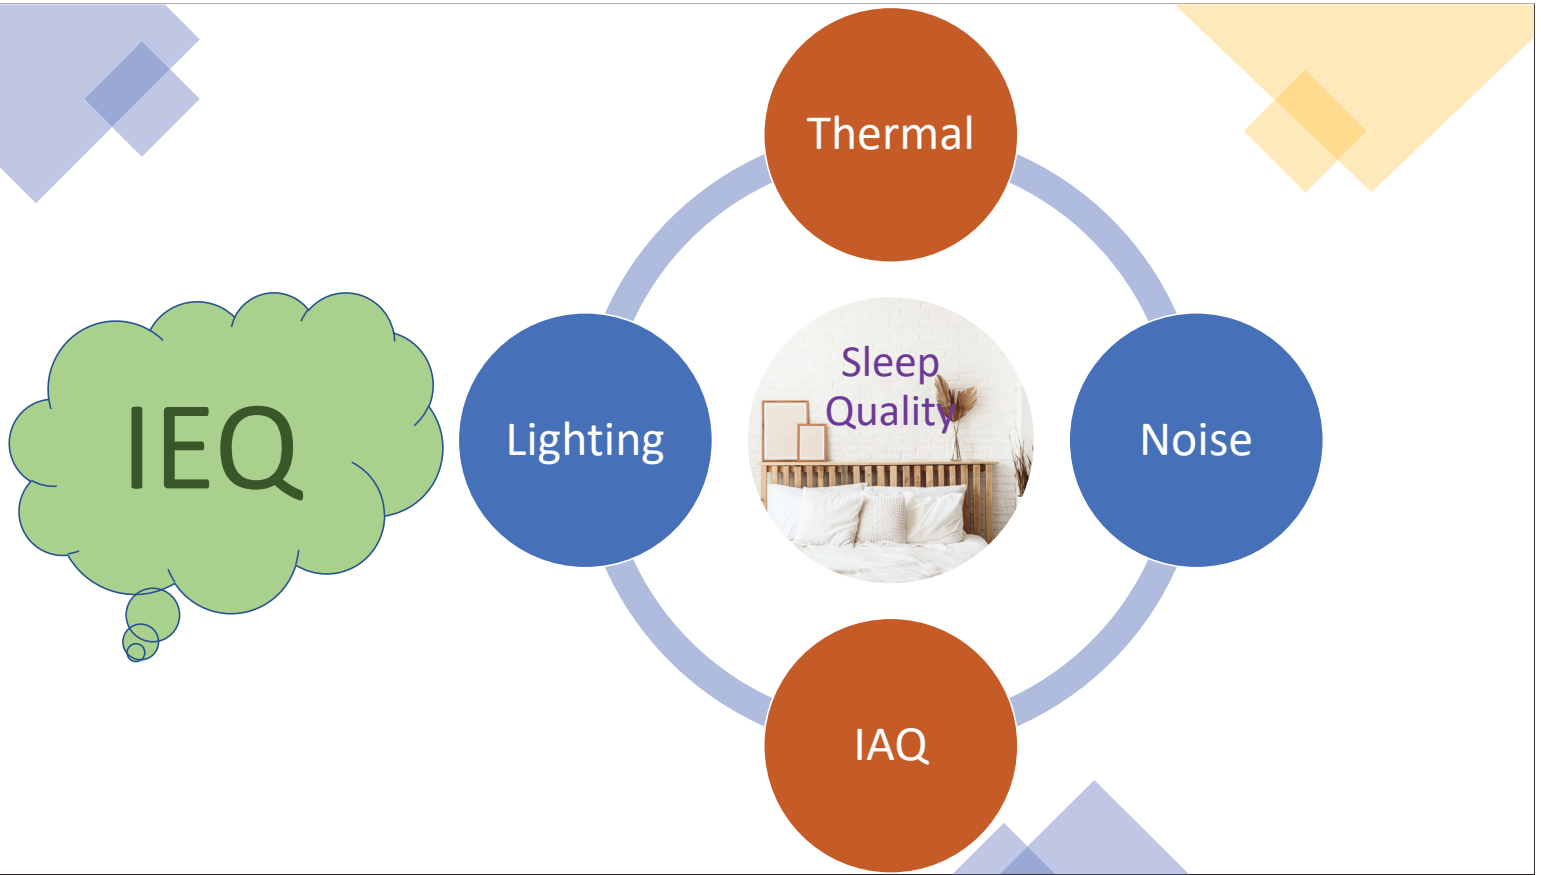 Thermal
IEQ
Lighting
Sleep
Quality
Noise
IAQ